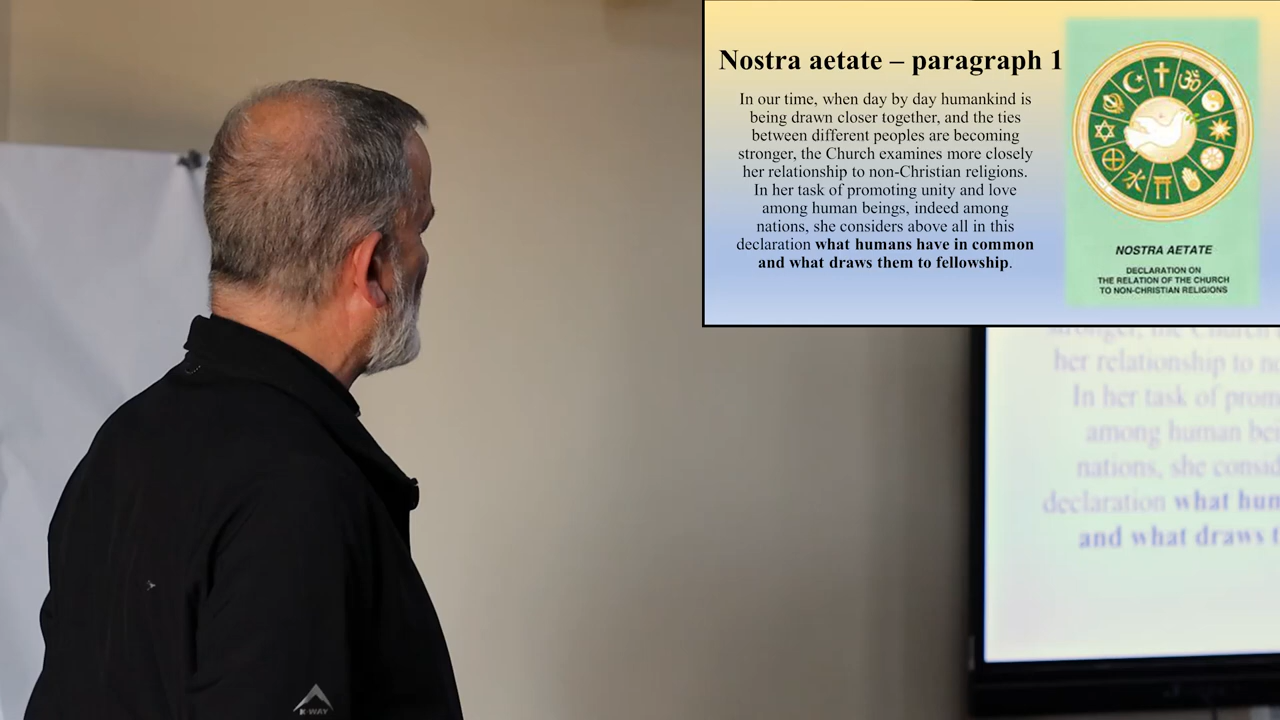 Nostra aetate – paragraph 1
In our time, when day by day humankind is
being drawn closer together, and the ties
between different peoples are becoming
stronger, the Church examines more closely
her relationship to non-Christian religions.
In her task of promoting unity and love
among human beings, indeed among
nations, she considers above all in this
declaration what humans have in common
and what draws them to fellowship.
NOSTRA AETATE
DECLARATION ON
THE RELATION OF THE CHURCH
TO NON-CHRISTIAN RELIGIONS
stronger, the Church
her relationship to
In her task of
among human
nations, she
declaration what
and what draws
K-WAY